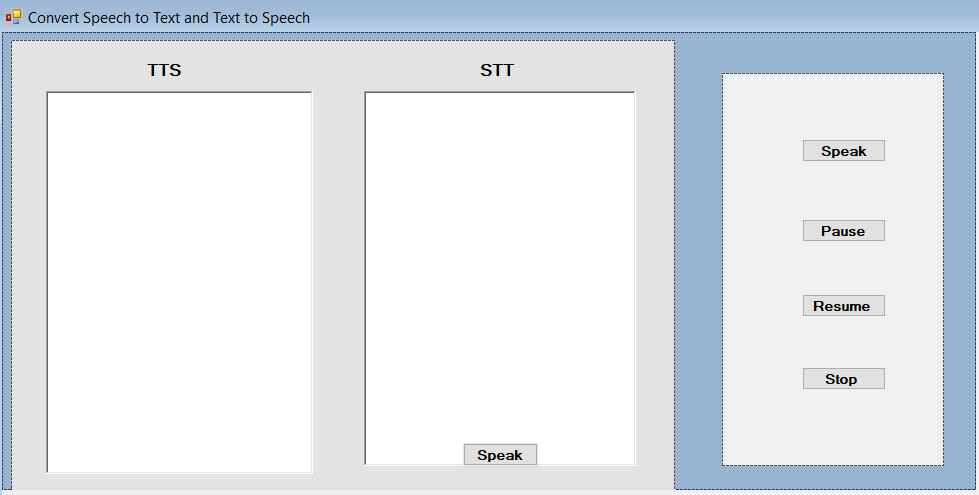 Convert Speech to Text and Text to Speech
TTS
STT
Speak
Speak
Pause
Resume
Stop